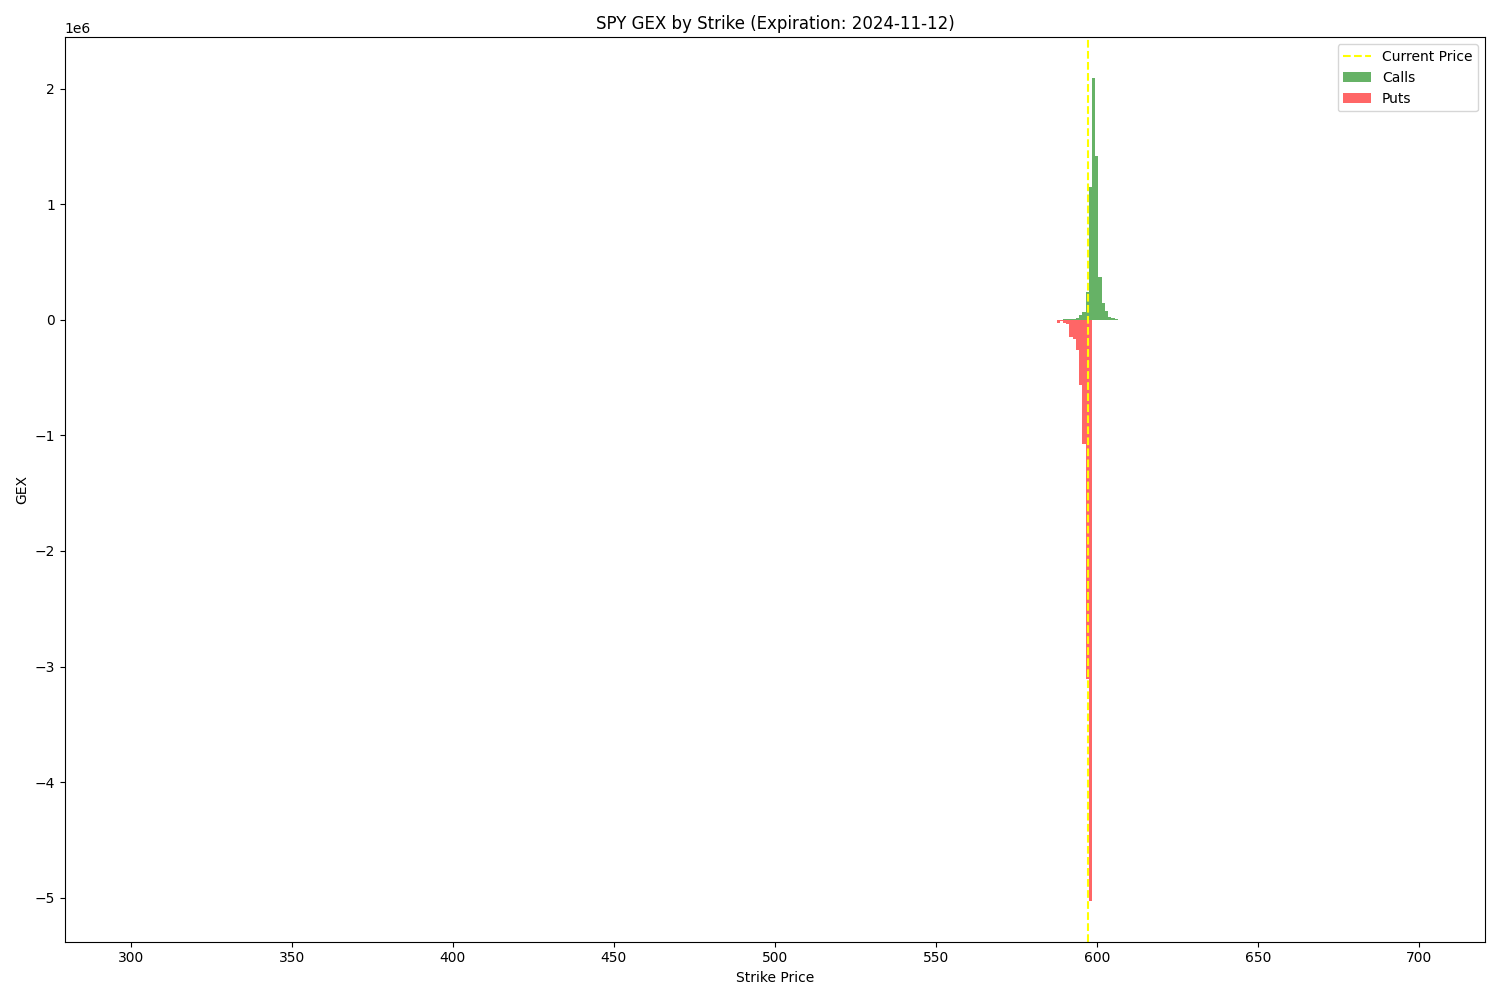 SPY GEX by Strike (Expiration: 2024-11-12)
1e6
Current Price
Calls
Puts
2
1
0
−1
−2
−3
−4
−5
GEX
300
350
400
450
500
550
600
650
700
Strike Price